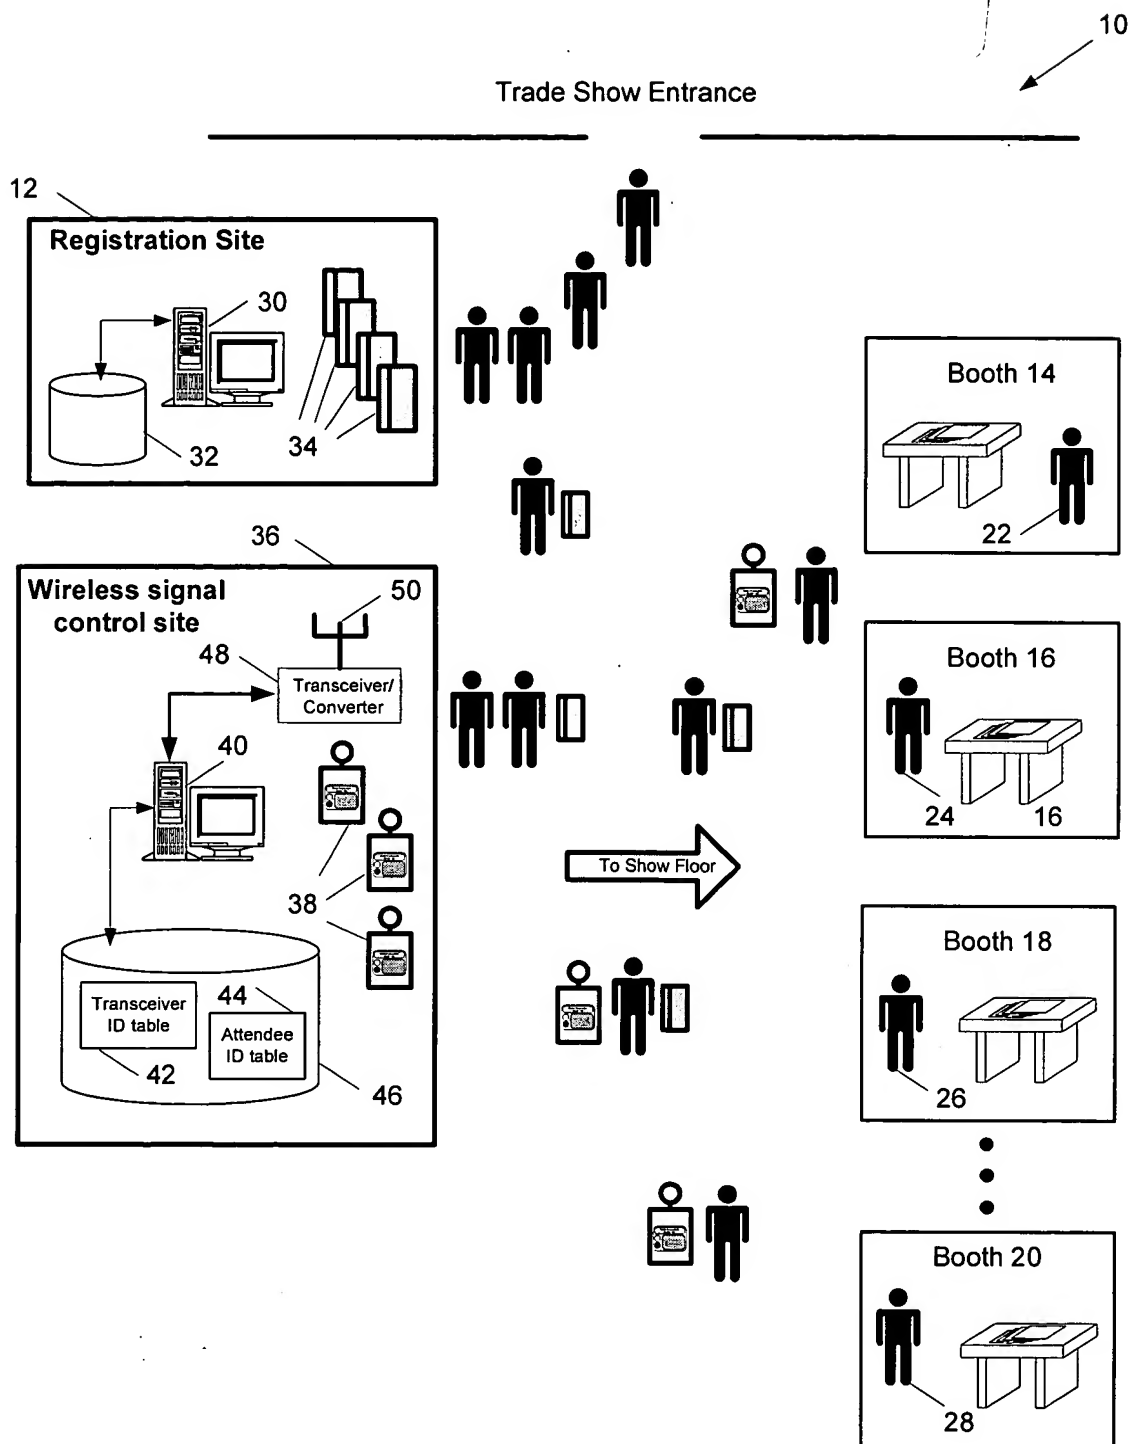 10
Trade Show Entrance
12
Registration Site
30
32
34
Booth 14
22
36
Wireless signal
control site
50
48
Transceiver/
Converter
40
38
Booth 16
24
16
To Show Floor
Booth 18
26
Transceiver
ID table
42
44
Attendee
ID table
46
Booth 20
28